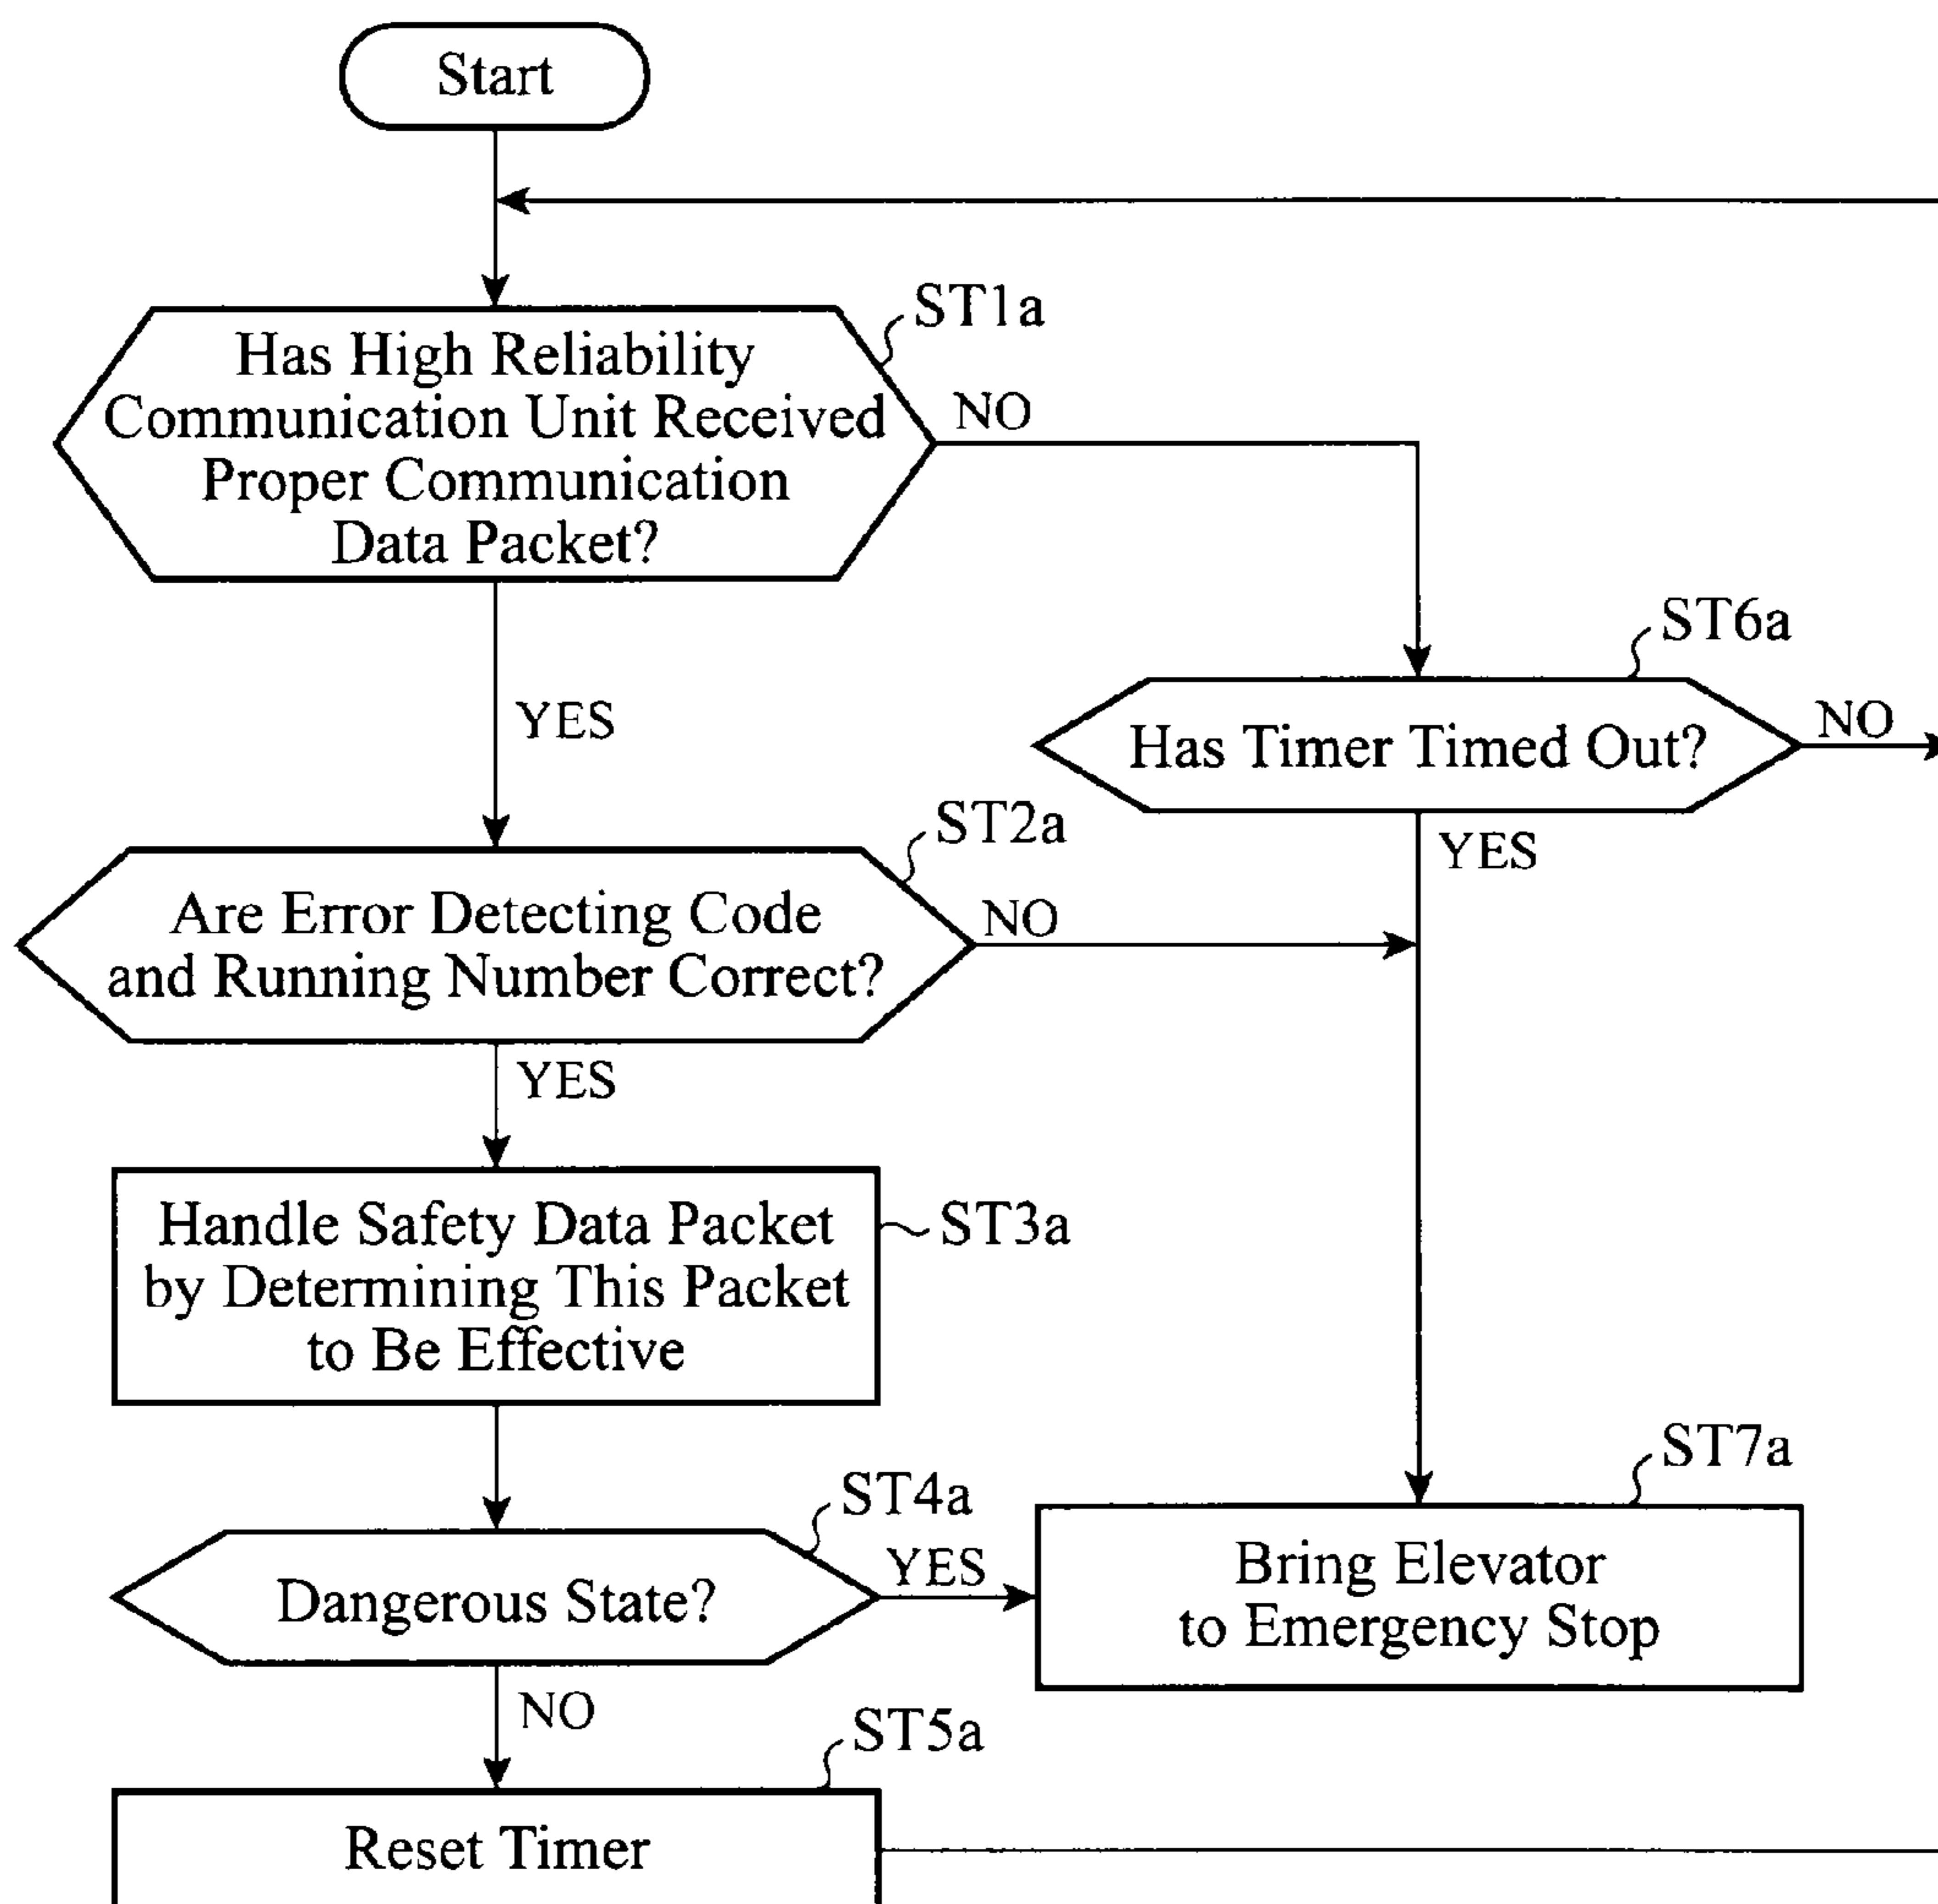 Start
ST1a
Has High Reliability
Communication Unit Received
Proper Communication
Data Packet?
NO
YES
ST6a
Has Timer Timed Out?
NO
YES
ST2a
Are Error Detecting Code
and Running Number Correct?
NO
YES
ST3a
Handle Safety Data Packet
by Determining This Packet
to Be Effective
ST4a
Dangerous State?
YES
NO
ST7a
Bring Elevator
to Emergency Stop
ST5a
Reset Timer